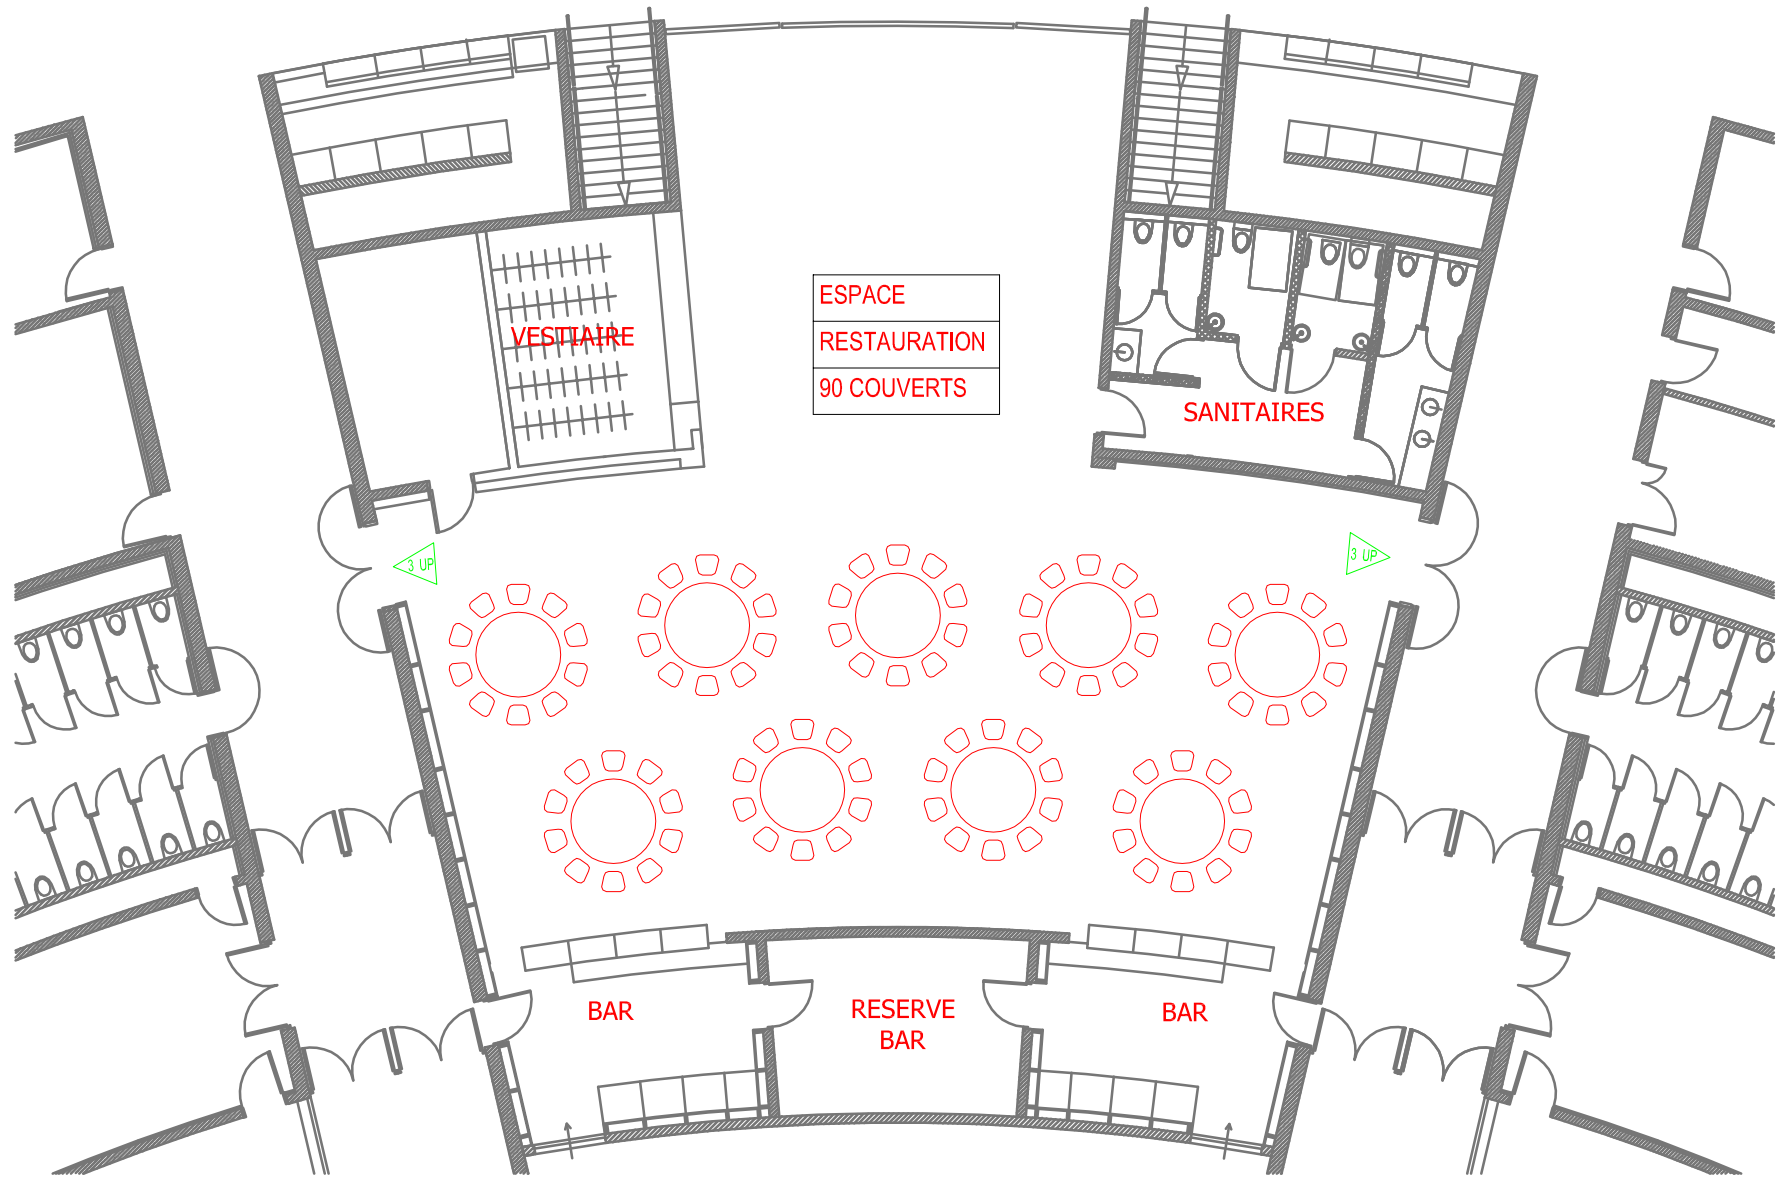 ESPACE
RESTAURATION
90 COUVERTS
VESTIAIRE
SANITAIRES
3 UP
3 UP
BAR
RESERVE
BAR
BAR